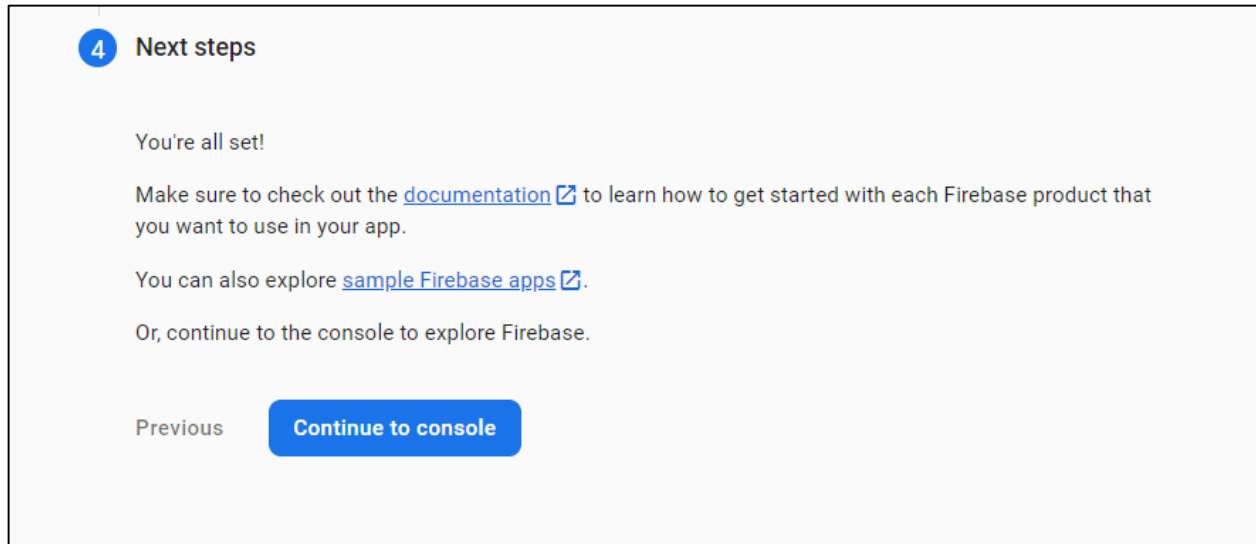 4 Next steps
You're all set!
Make sure to check out the documentation to learn how to get started with each Firebase product that
you want to use in your app.
You can also explore sample Firebase apps.
Or, continue to the console to explore Firebase.
Previous Continue to console